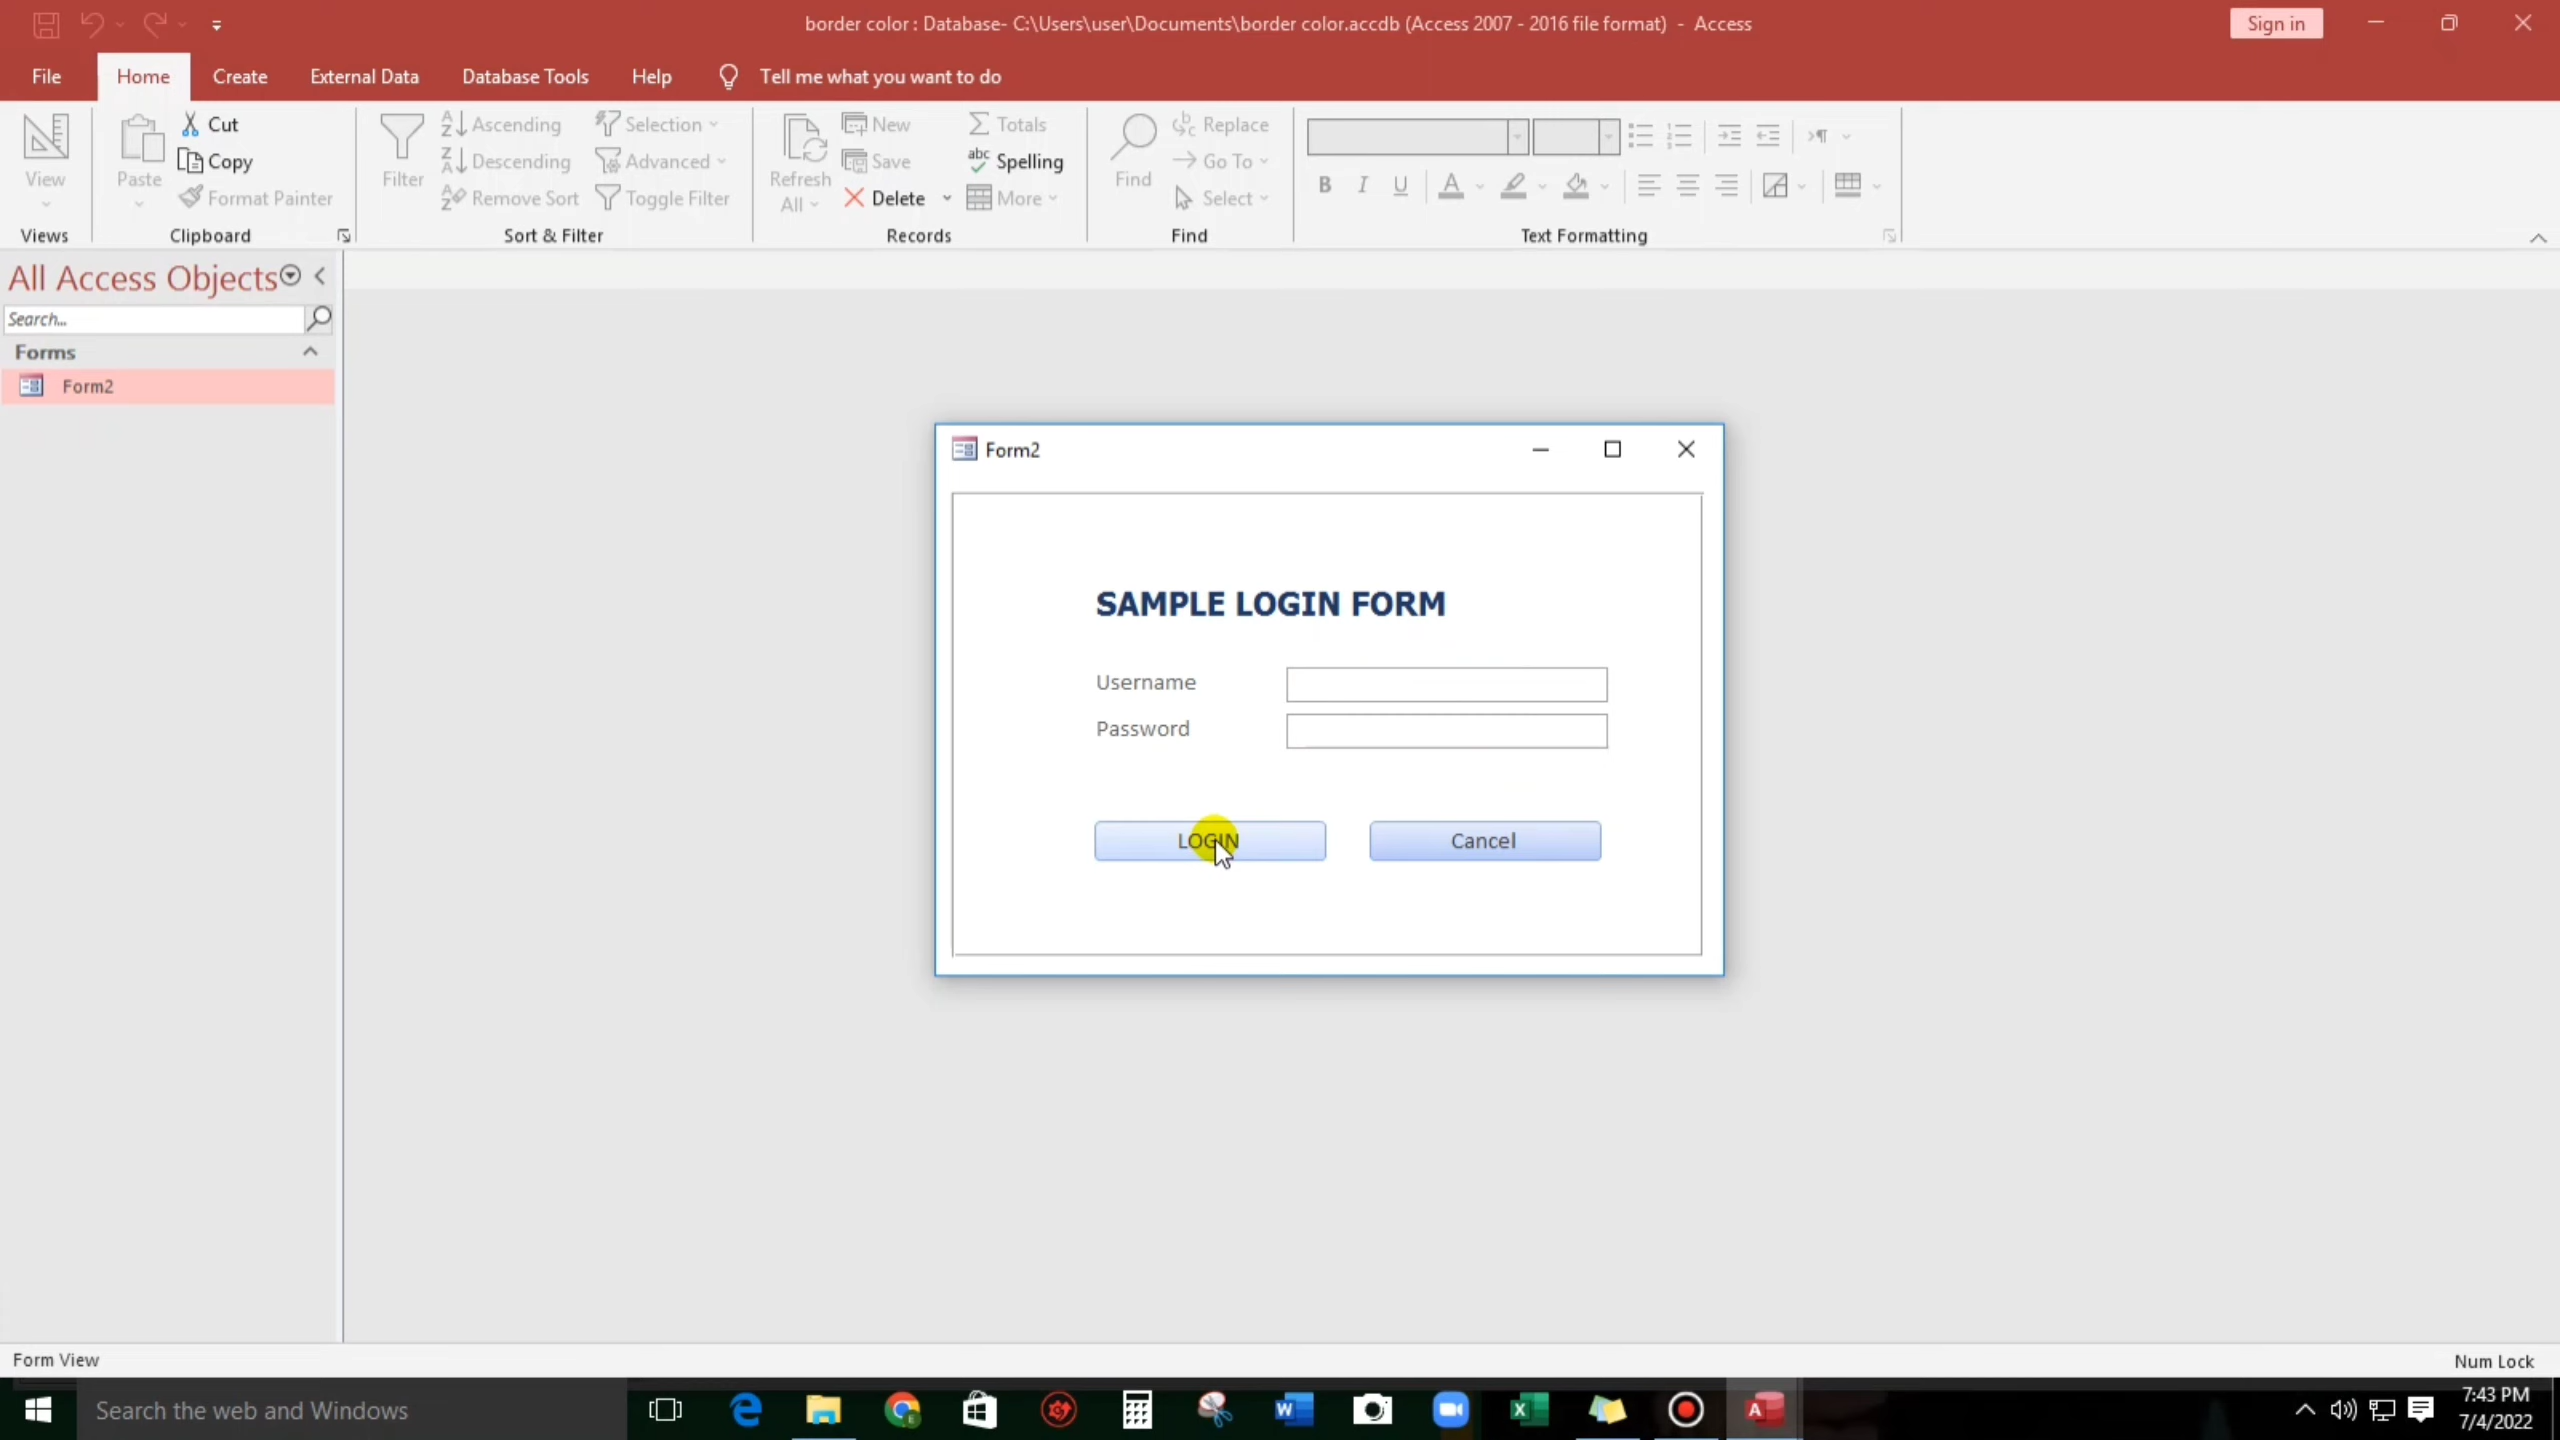 border color : Database- C:\Users\user\Documents\border color.accdb (Access 2007 - 2016 file format) - Access
Sign in
File Home Create External Data Database Tools Help Tell me what you want to do
View
Views
Paste
Cut
Copy
Format Painter
Clipboard
Filter
Ascending
Descending
Remove Sort
Selection
Advanced
Toggle Filter
Sort & Filter
Refresh
All
New
Save
Delete
Totals
Spelling
More
Records
Find
Replace
Go To
Select
Find
B I U
Text Formatting
All Access Objects
Search...
Forms
Form2
Form2
SAMPLE LOGIN FORM
Username
Password
LOGIN Cancel
Form View
Num Lock
Search the web and Windows
7:43 PM
7/4/2022